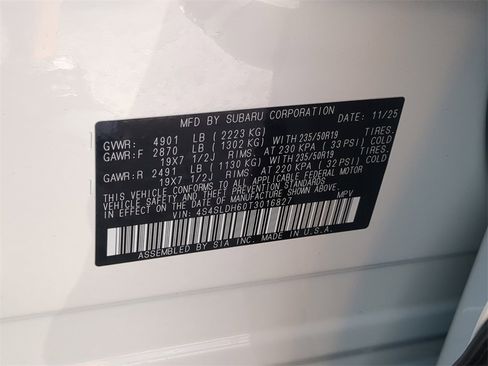 MFD BY SUBARU CORPORATION DATE: 11/25
GVWR: 4901 LB ( 2223 KG)
GAWR:F 2870 LB ( 1302 KG) WITH 235/50R19 TIRES.
19X7 1/2J RIMS. AT 230 KPA ( 33 PSI) COLD.
GAWR:R 2491 LB ( 1130 KG) WITH 235/50R19 TIRES.
19X7 1/2J RIMS. AT 220 KPA ( 32 PSI) COLD.
THIS VEHICLE CONFORMS TO ALL APPLICABLE FEDERAL MOTOR
VEHICLE SAFETY AND THEFT PREVENTION STANDARDS IN
EFFECT ON THE DATE OF MANUFACTURE SHOWN ABOVE.
VIN: 4S4SLDH60T3016827 MPV
ASSEMBLED BY SIA INC. MADE IN U.S.A.